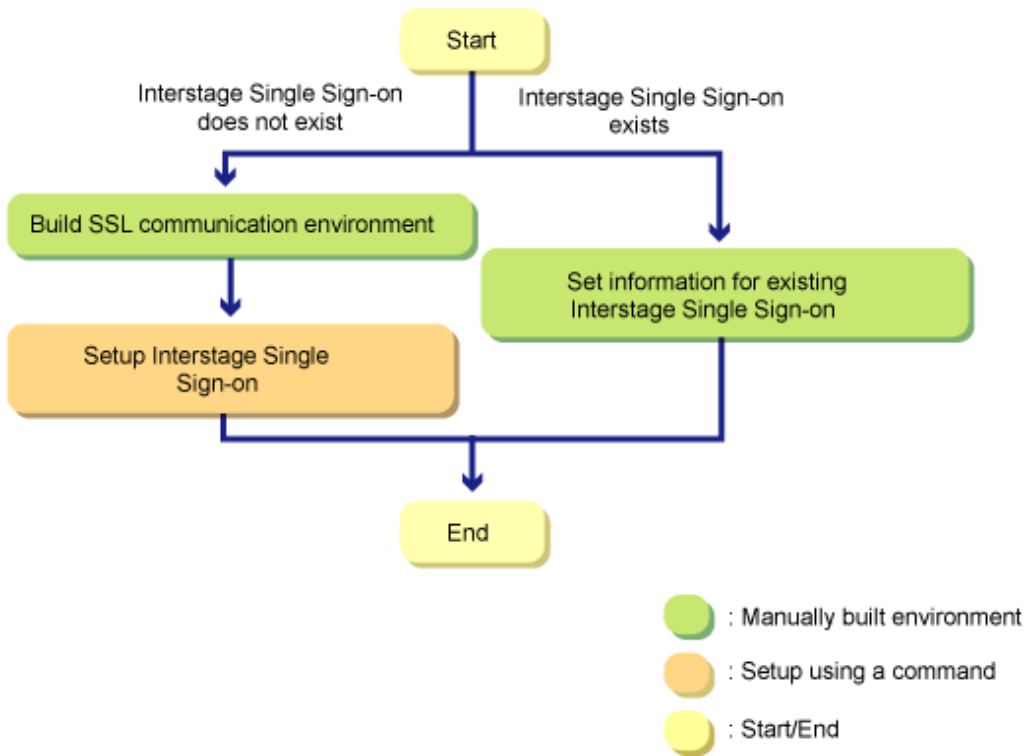 Start
Interstage Single Sign-on
does not exist
Interstage Single Sign-on
exists
Build SSL communication environment
Set information for existing
Interstage Single Sign-on
Setup Interstage Single
Sign-on
End
: Manually built environment
: Setup using a command
: Start/End